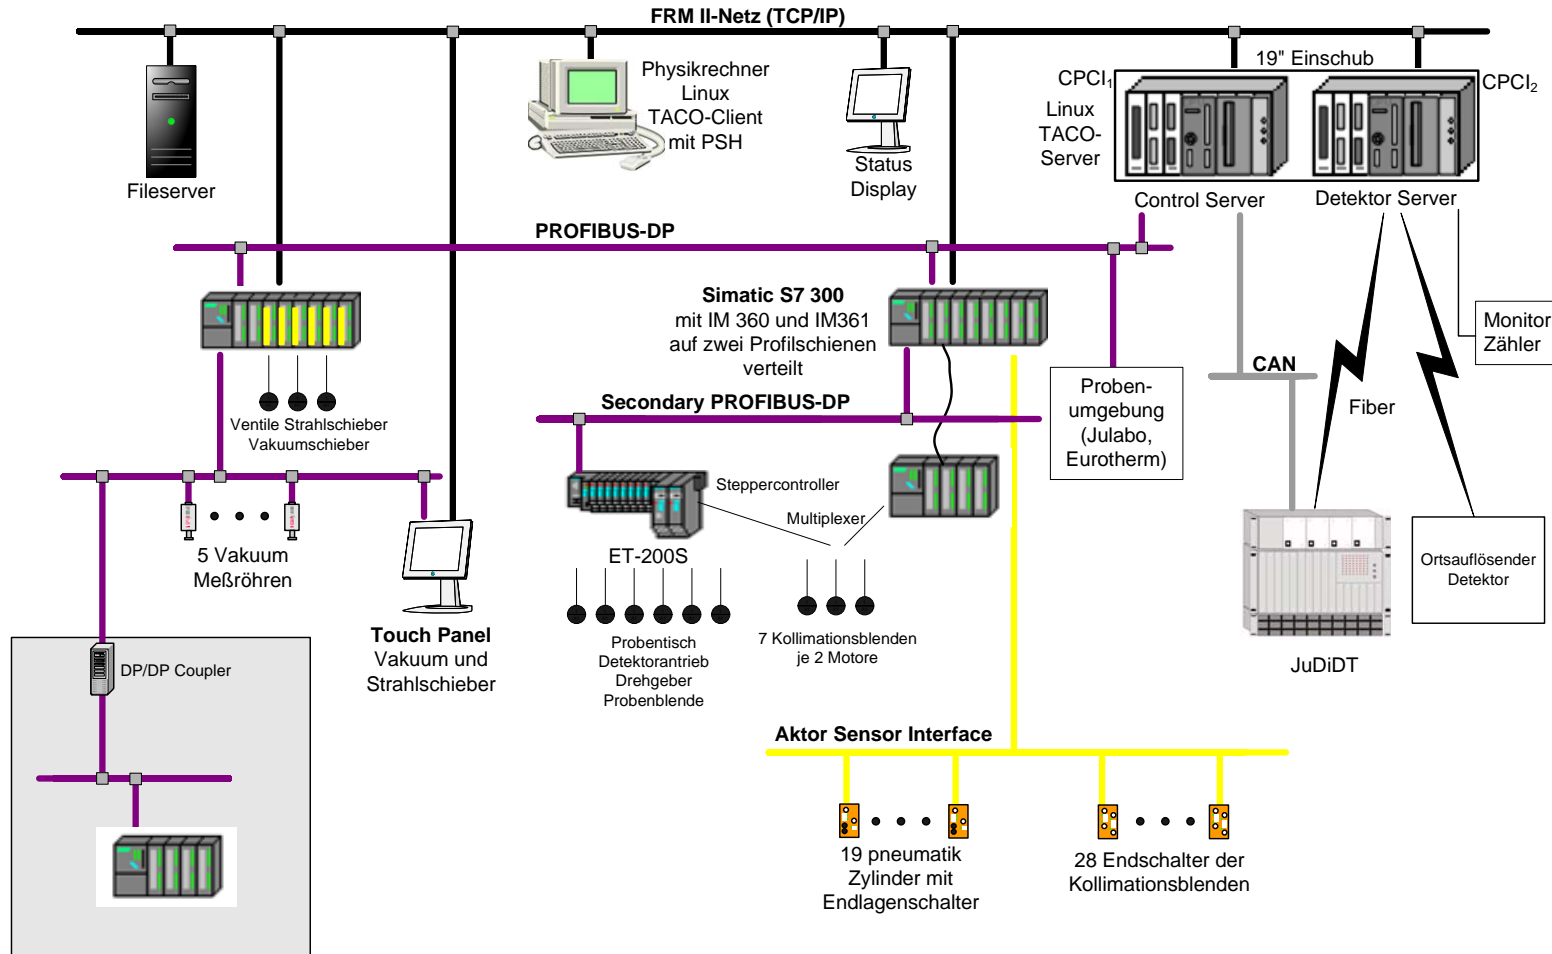 FRM II-Netz (TCP/IP)
Fileserver
Physikrechner
Linux
TACO-Client
mit PSH
Status
Display
19" Einschub
CPCI₁
Linux
TACO-
Server
CPCI₂
Control Server
Detektor Server
PROFIBUS-DP
Simatic S7 300
mit IM 360 und IM361
auf zwei Profilschienen
verteilt
Ventile Strahlschieber
Vakuumschieber
Secondary PROFIBUS-DP
Proben-
umgebung
(Julabo,
Eurotherm)
CAN
Fiber
Monitor
Zähler
Steppercontroller
Multiplexer
ET-200S
5 Vakuum
Meßröhren
Touch Panel
Vakuum und
Strahlschieber
Probentisch
Detektorantrieb
Drehgeber
Probenblende
7 Kollimationsblenden
je 2 Motore
JuDiDT
Ortsauflösender
Detektor
DP/DP Coupler
Aktor Sensor Interface
19 pneumatik
Zylinder mit
Endlagenschalter
28 Endschalter der
Kollimationsblenden